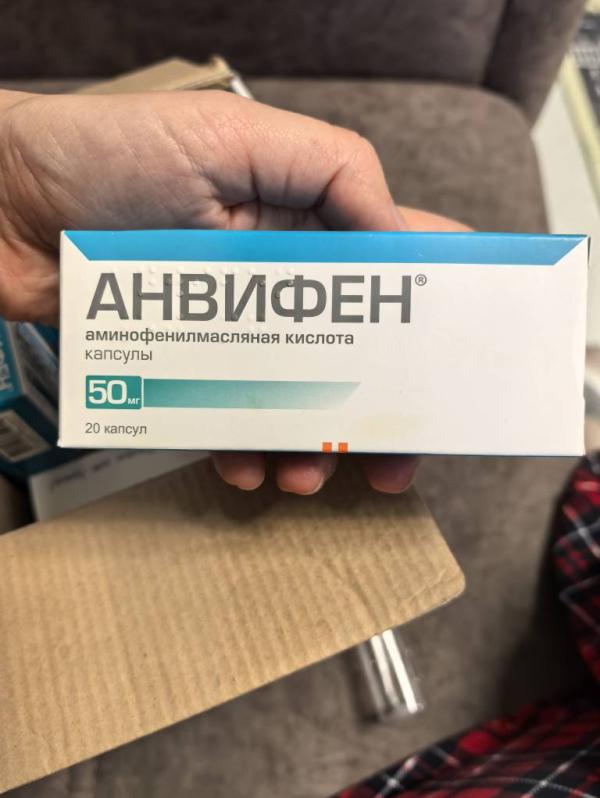 АНВИФЕН®
аминофенилмасляная кислота
капсулы
50 мг
20 капсул